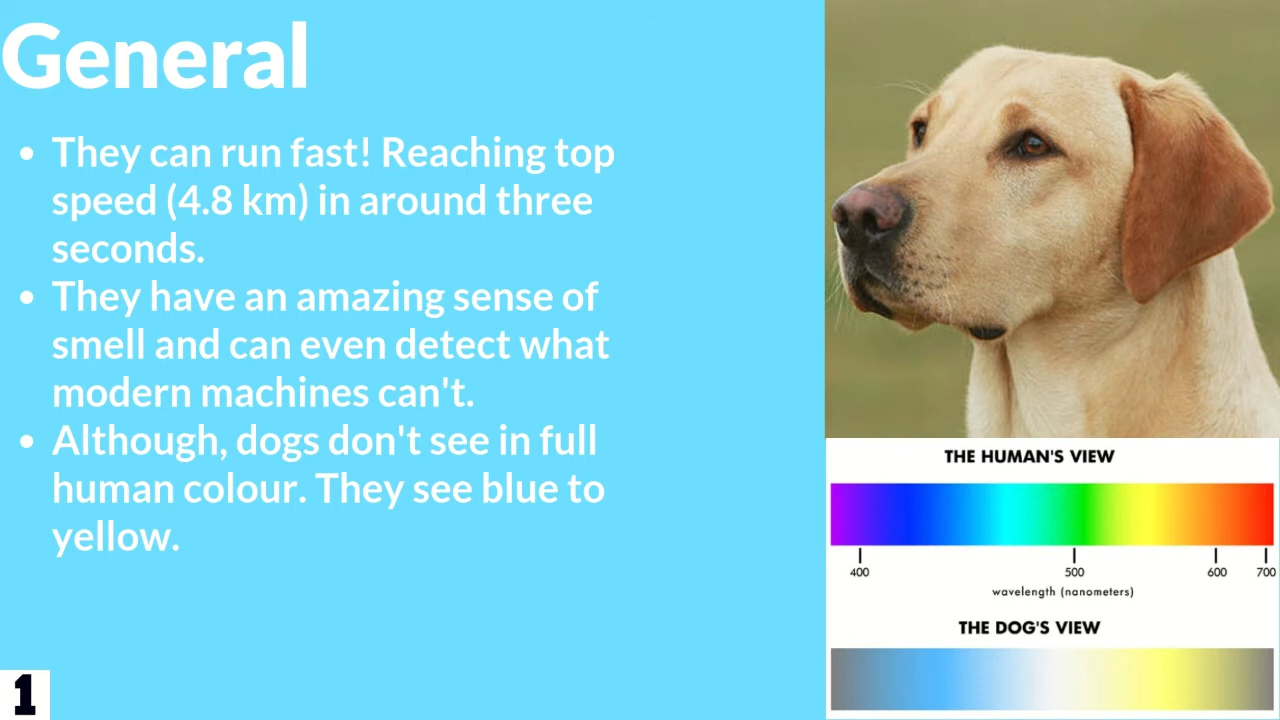 General
• They can run fast! Reaching top
speed (4.8 km) in around three
seconds.
• They have an amazing sense of
smell and can even detect what
modern machines can't.
• Although, dogs don't see in full
human colour. They see blue to
yellow.
1
THE HUMAN'S VIEW
400 500 600 700
wavelength (nanometers)
THE DOG'S VIEW